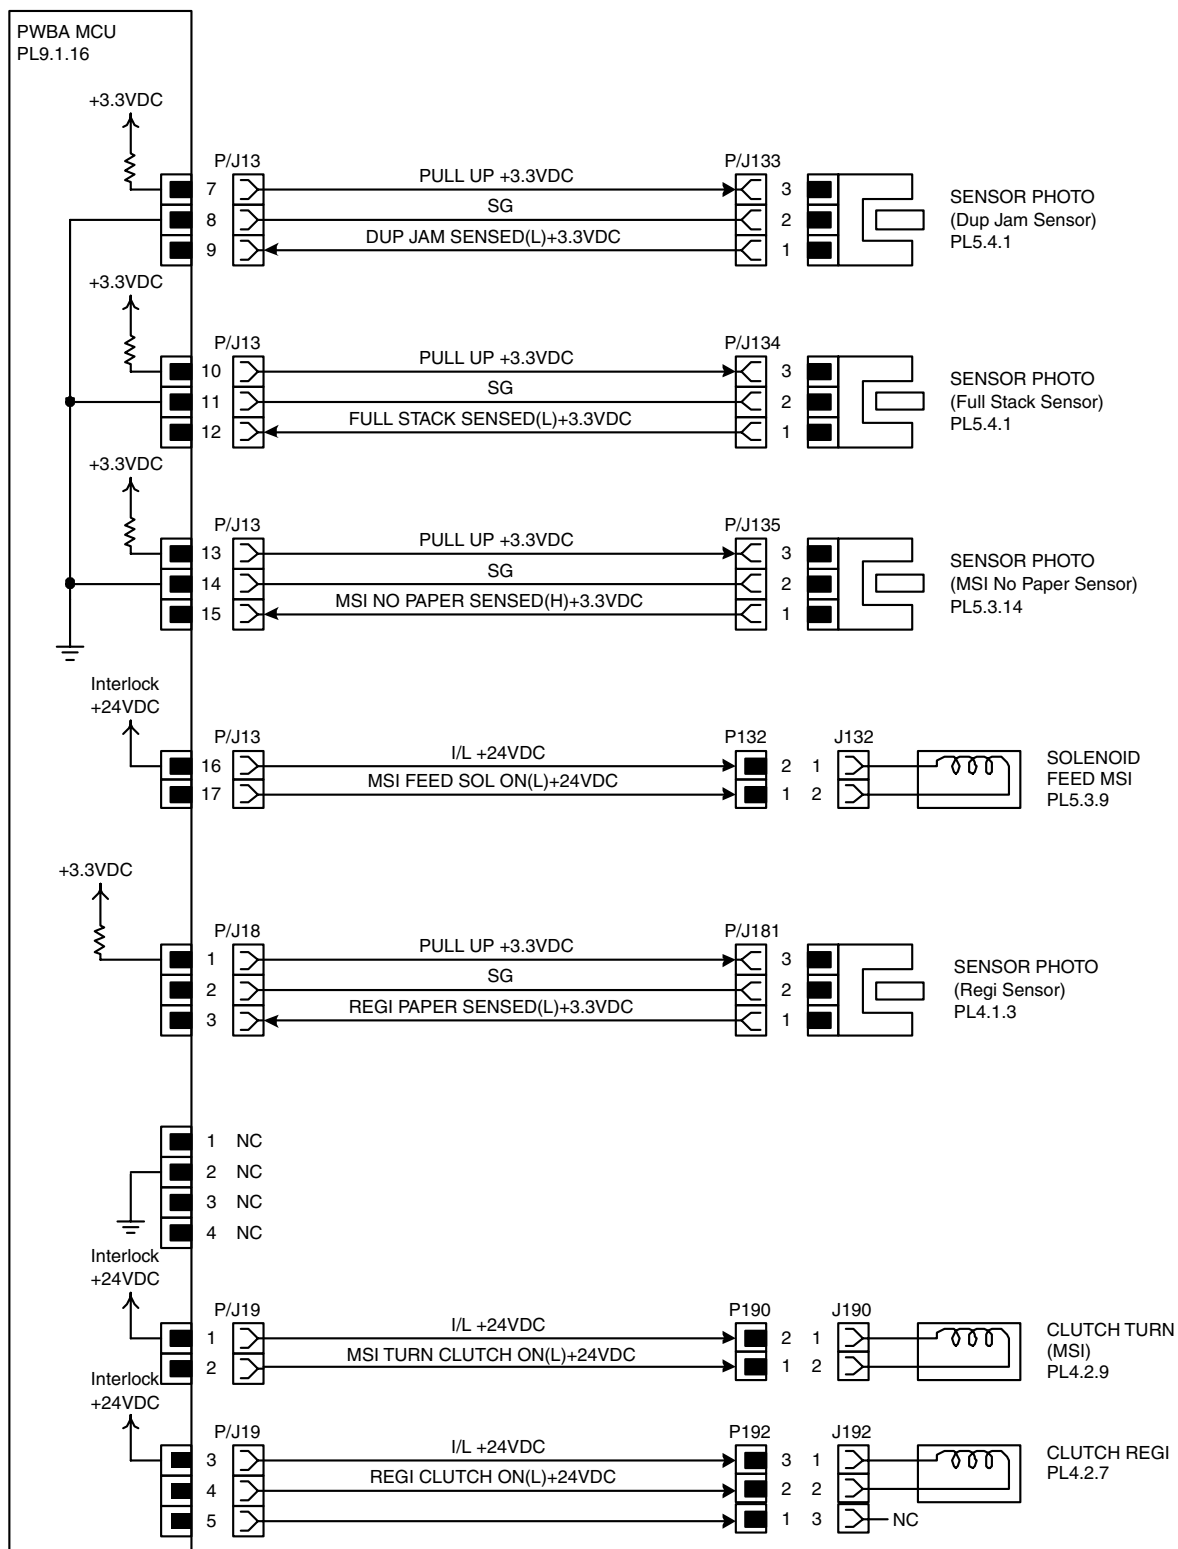 PWBA MCU
PL9.1.16
+3.3VDC
P/J13
P/J133
7
PULL UP +3.3VDC
3
8
SG
2
9
DUP JAM SENSED(L)+3.3VDC
1
SENSOR PHOTO
(Dup Jam Sensor)
PL5.4.1
+3.3VDC
P/J13
P/J134
10
PULL UP +3.3VDC
3
11
SG
2
12
FULL STACK SENSED(L)+3.3VDC
1
SENSOR PHOTO
(Full Stack Sensor)
PL5.4.1
+3.3VDC
P/J13
P/J135
13
PULL UP +3.3VDC
3
14
SG
2
15
MSI NO PAPER SENSED(H)+3.3VDC
1
SENSOR PHOTO
(MSI No Paper Sensor)
PL5.3.14
Interlock
+24VDC
P/J13
P132
J132
16
I/L +24VDC
2 1
17
MSI FEED SOL ON(L)+24VDC
1 2
SOLENOID
FEED MSI
PL5.3.9
+3.3VDC
P/J18
P/J181
1
PULL UP +3.3VDC
3
2
SG
2
3
REGI PAPER SENSED(L)+3.3VDC
1
SENSOR PHOTO
(Regi Sensor)
PL4.1.3
1 NC
2 NC
3 NC
4 NC
Interlock
+24VDC
P/J19
P190
J190
1
I/L +24VDC
2 1
2
MSI TURN CLUTCH ON(L)+24VDC
1 2
CLUTCH TURN
(MSI)
PL4.2.9
Interlock
+24VDC
P/J19
P192
J192
3
I/L +24VDC
3 1
4
REGI CLUTCH ON(L)+24VDC
2 2
5
1 3
NC
CLUTCH REGI
PL4.2.7